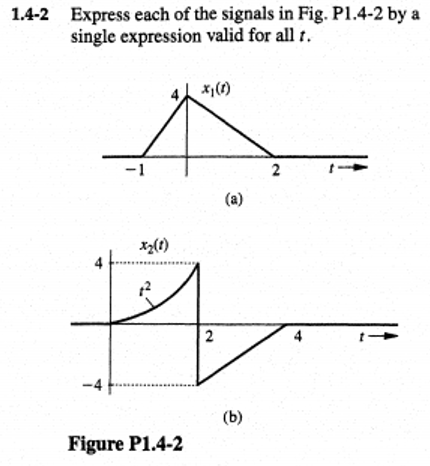 1.4-2 Express each of the signals in Fig. P1.4-2 by a
single expression valid for all t.
4 x₁(t)
−1 2 t→
(a)
x₂(t)
4
t²
2 4 t→
−4
(b)
Figure P1.4-2